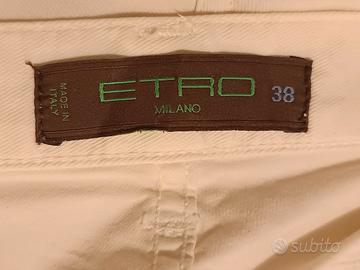 MADE IN
ITALY
ETRO
MILANO
38
subito